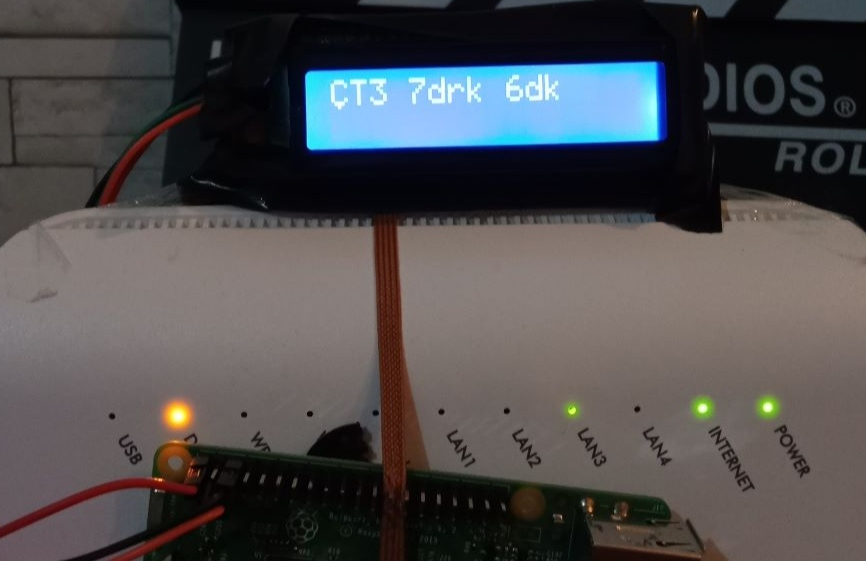 ÇT3 7drk 6dk
DIOS®
ROL
USB
LAN1
LAN2
LAN3
LAN4
INTERNET
POWER